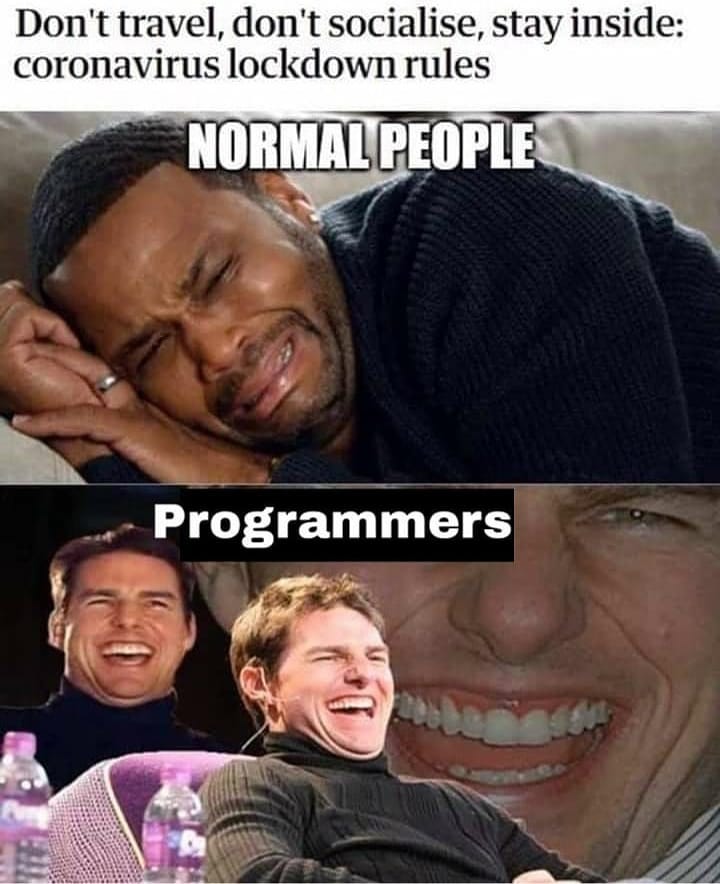 Don't travel, don't socialise, stay inside:
coronavirus lockdown rules
NORMAL PEOPLE
Programmers